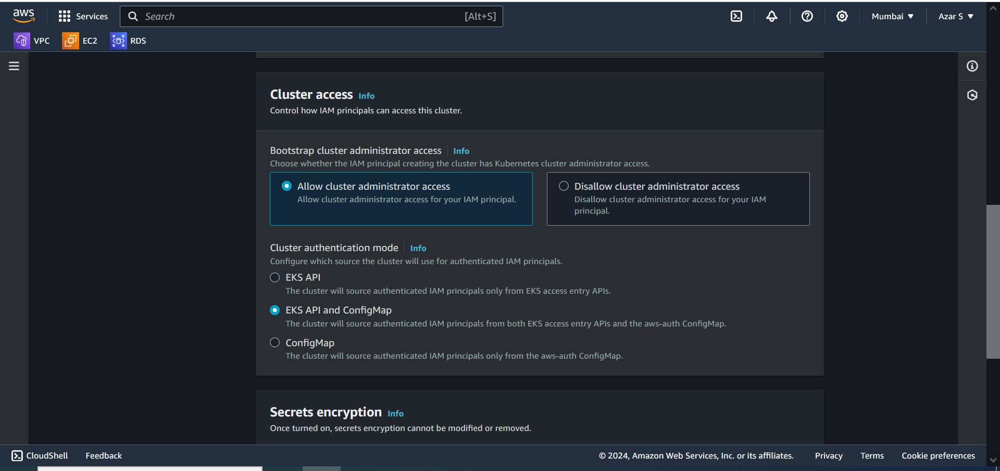 aws
Services
Search
[Alt+S]
Mumbai
Azar S
VPC
EC2
RDS
Cluster access Info
Control how IAM principals can access this cluster.
Bootstrap cluster administrator access Info
Choose whether the IAM principal creating the cluster has Kubernetes cluster administrator access.
Allow cluster administrator access
Allow cluster administrator access for your IAM principal.
Disallow cluster administrator access
Disallow cluster administrator access for your IAM
principal.
Cluster authentication mode Info
Configure which source the cluster will use for authenticated IAM principals.
EKS API
The cluster will source authenticated IAM principals only from EKS access entry APIs.
EKS API and ConfigMap
The cluster will source authenticated IAM principals from both EKS access entry APIs and the aws-auth ConfigMap.
ConfigMap
The cluster will source authenticated IAM principals only from the aws-auth ConfigMap.
Secrets encryption Info
Once turned on, secrets encryption cannot be modified or removed.
CloudShell
Feedback
© 2024, Amazon Web Services, Inc. or its affiliates.
Privacy
Terms
Cookie preferences